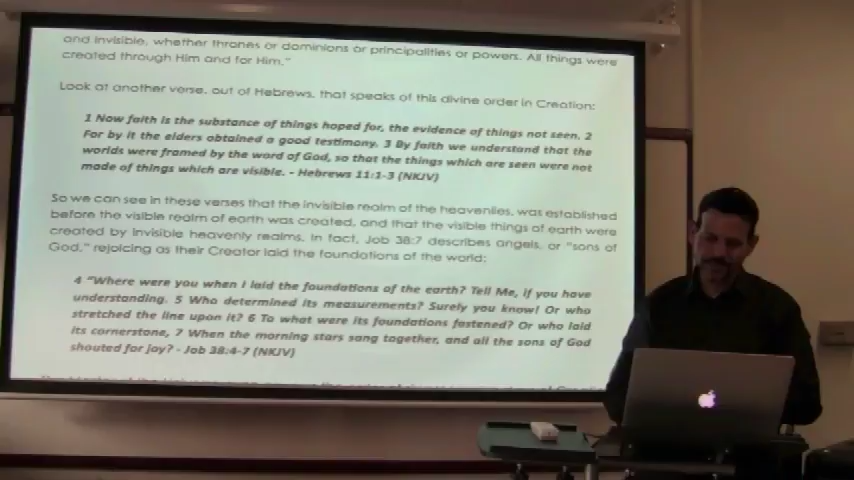 and invisible, whether thrones or dominions or principalities or powers. All things were
created through Him and for Him."
Look at another verse, out of Hebrews, that speaks of this divine order in Creation:
1 Now faith is the substance of things hoped for, the evidence of things not seen. 2
For by it the elders obtained a good testimony. 3 By faith we understand that the
worlds were framed by the word of God, so that the things which are seen were not
made of things which are visible. - Hebrews 11:1-3 (NKJV)
So we can see in these verses that the invisible realm of the heavenlies, was established
before the visible realm of earth was created, and that the visible things of earth were
created by invisible heavenly realms. In fact, Job 38:7 describes angels, or "sons of
God," rejoicing as their Creator laid the foundations of the world:
4 "Where were you when I laid the foundations of the earth? Tell Me, if you have
understanding. 5 Who determined its measurements? Surely you know! Or who
stretched the line upon it? 6 To what were its foundations fastened? Or who laid
its cornerstone, 7 When the morning stars sang together, and all the sons of God
shouted for joy? - Job 38:4-7 (NKJV)